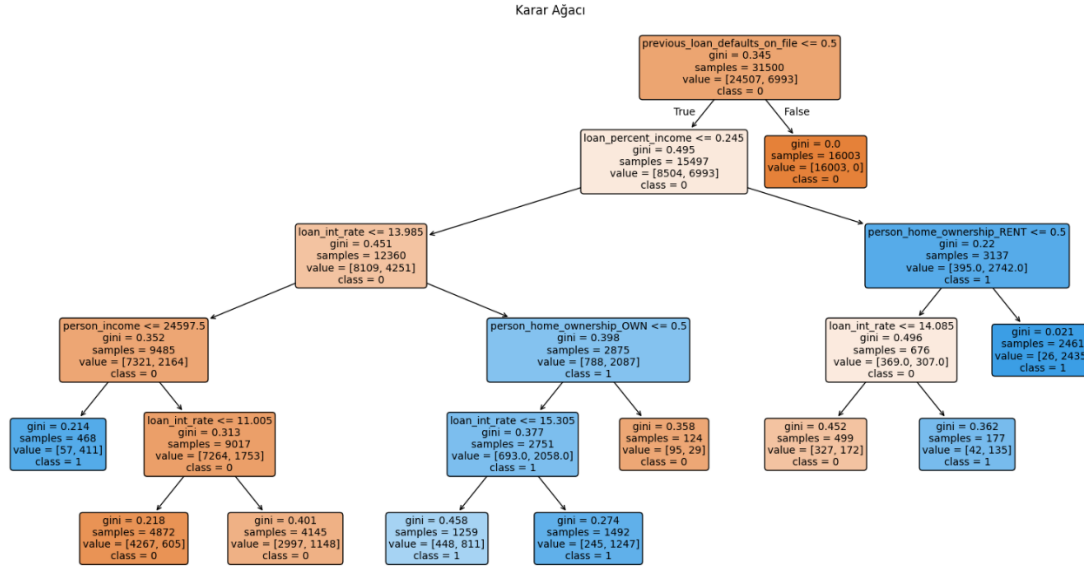 Karar Ağacı
previous_loan_defaults_on_file <= 0.5
gini = 0.345
samples = 31500
value = [24507, 6993]
class = 0
True
False
loan_percent_income <= 0.245
gini = 0.495
samples = 15497
value = [8504, 6993]
class = 0
gini = 0.0
samples = 16003
value = [16003, 0]
class = 0
loan_int_rate <= 13.985
gini = 0.451
samples = 12360
value = [8109, 4251]
class = 0
person_home_ownership_RENT <= 0.5
gini = 0.22
samples = 3137
value = [395.0, 2742.0]
class = 1
person_income <= 24597.5
gini = 0.352
samples = 9485
value = [7321, 2164]
class = 0
person_home_ownership_OWN <= 0.5
gini = 0.398
samples = 2875
value = [788, 2087]
class = 1
loan_int_rate <= 14.085
gini = 0.496
samples = 676
value = [369.0, 307.0]
class = 0
gini = 0.021
samples = 2461
value = [26, 2435]
class = 1
gini = 0.214
samples = 468
value = [57, 411]
class = 1
loan_int_rate <= 11.005
gini = 0.313
samples = 9017
value = [7264, 1753]
class = 0
loan_int_rate <= 15.305
gini = 0.377
samples = 2751
value = [693.0, 2058.0]
class = 1
gini = 0.358
samples = 124
value = [95, 29]
class = 0
gini = 0.452
samples = 499
value = [327, 172]
class = 0
gini = 0.362
samples = 177
value = [42, 135]
class = 1
gini = 0.218
samples = 4872
value = [4267, 605]
class = 0
gini = 0.401
samples = 4145
value = [2997, 1148]
class = 0
gini = 0.458
samples = 1259
value = [448, 811]
class = 1
gini = 0.274
samples = 1492
value = [245, 1247]
class = 1